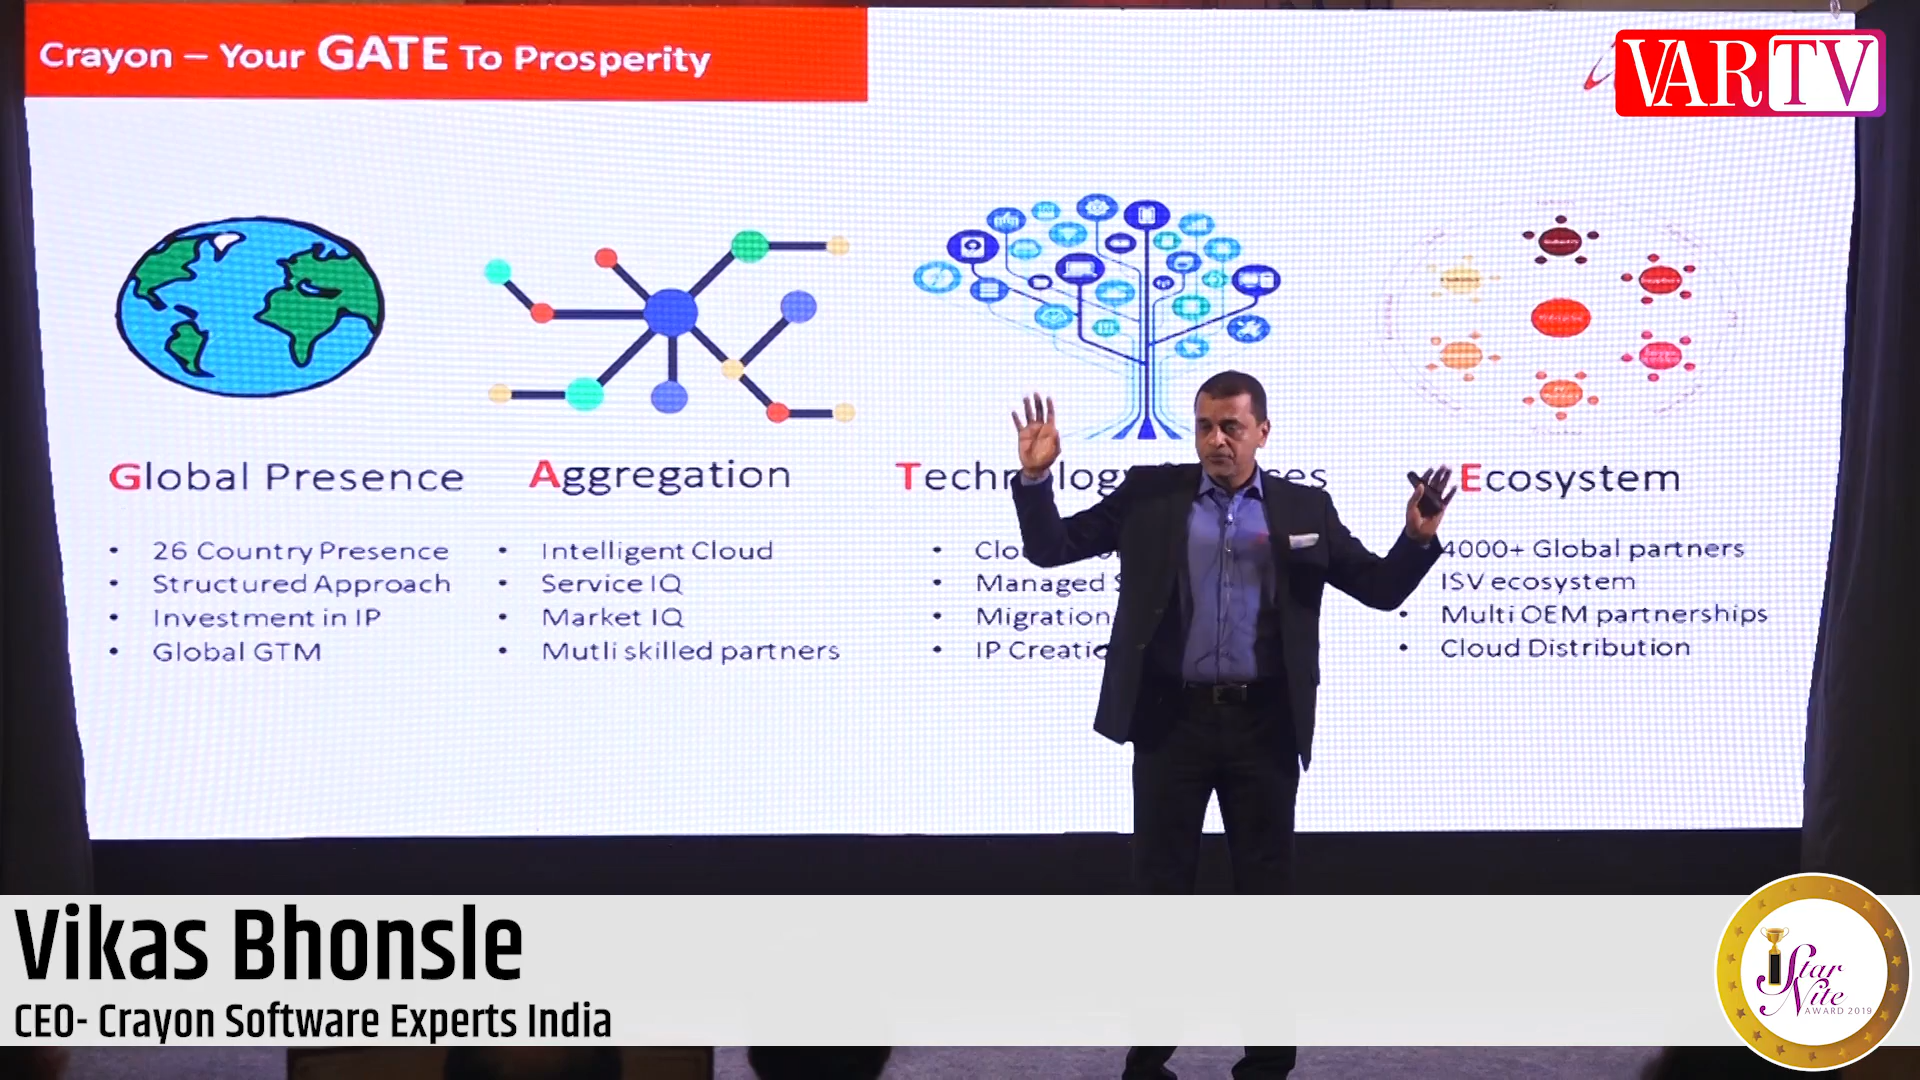 Crayon – Your GATE To Prosperity
VARTV
Global Presence
• 26 Country Presence
• Structured Approach
• Investment in IP
• Global GTM
Aggregation
• Intelligent Cloud
• Service IQ
• Market IQ
• Mutli skilled partners
• Managed
• Migration
• IP
Ecosystem
4000+ Global partners
ISV ecosystem
• Multi OEM partnerships
• Cloud Distribution
Vikas Bhonsle
CEO- Crayon Software Experts India
Star
Nite
AWARD 2019